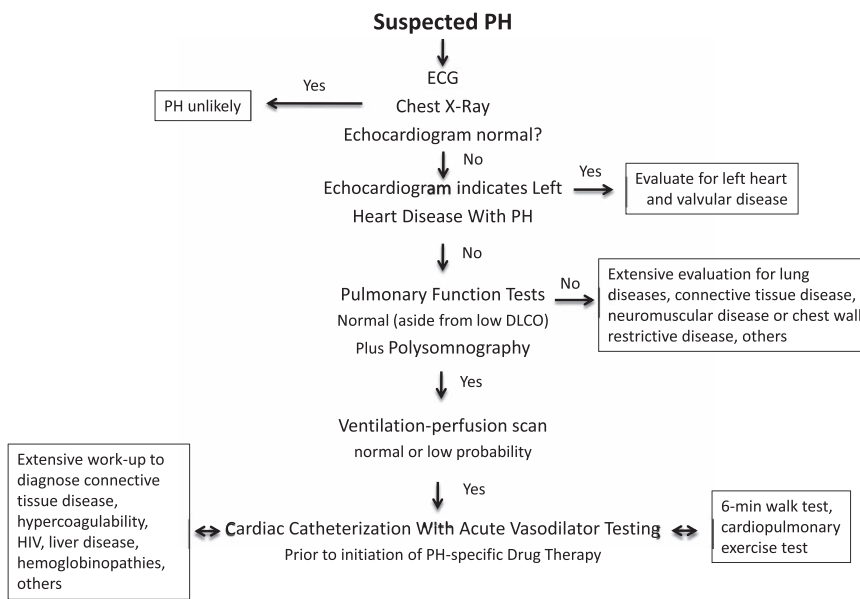 Suspected PH
ECG
Yes
PH unlikely
Chest X-Ray
Echocardiogram normal?
No
Echocardiogram indicates Left
Yes
Evaluate for left heart
and valvular disease
Heart Disease With PH
No
Pulmonary Function Tests
No
Extensive evaluation for lung
diseases, connective tissue disease,
neuromuscular disease or chest wall
restrictive disease, others
Normal (aside from low DLCO)
Plus Polysomnography
Yes
Ventilation-perfusion scan
normal or low probability
Yes
Extensive work-up to
diagnose connective
tissue disease,
hypercoagulability,
HIV, liver disease,
hemoglobinopathies,
others
Cardiac Catheterization With Acute Vasodilator Testing
Prior to initiation of PH-specific Drug Therapy
6-min walk test,
cardiopulmonary
exercise test